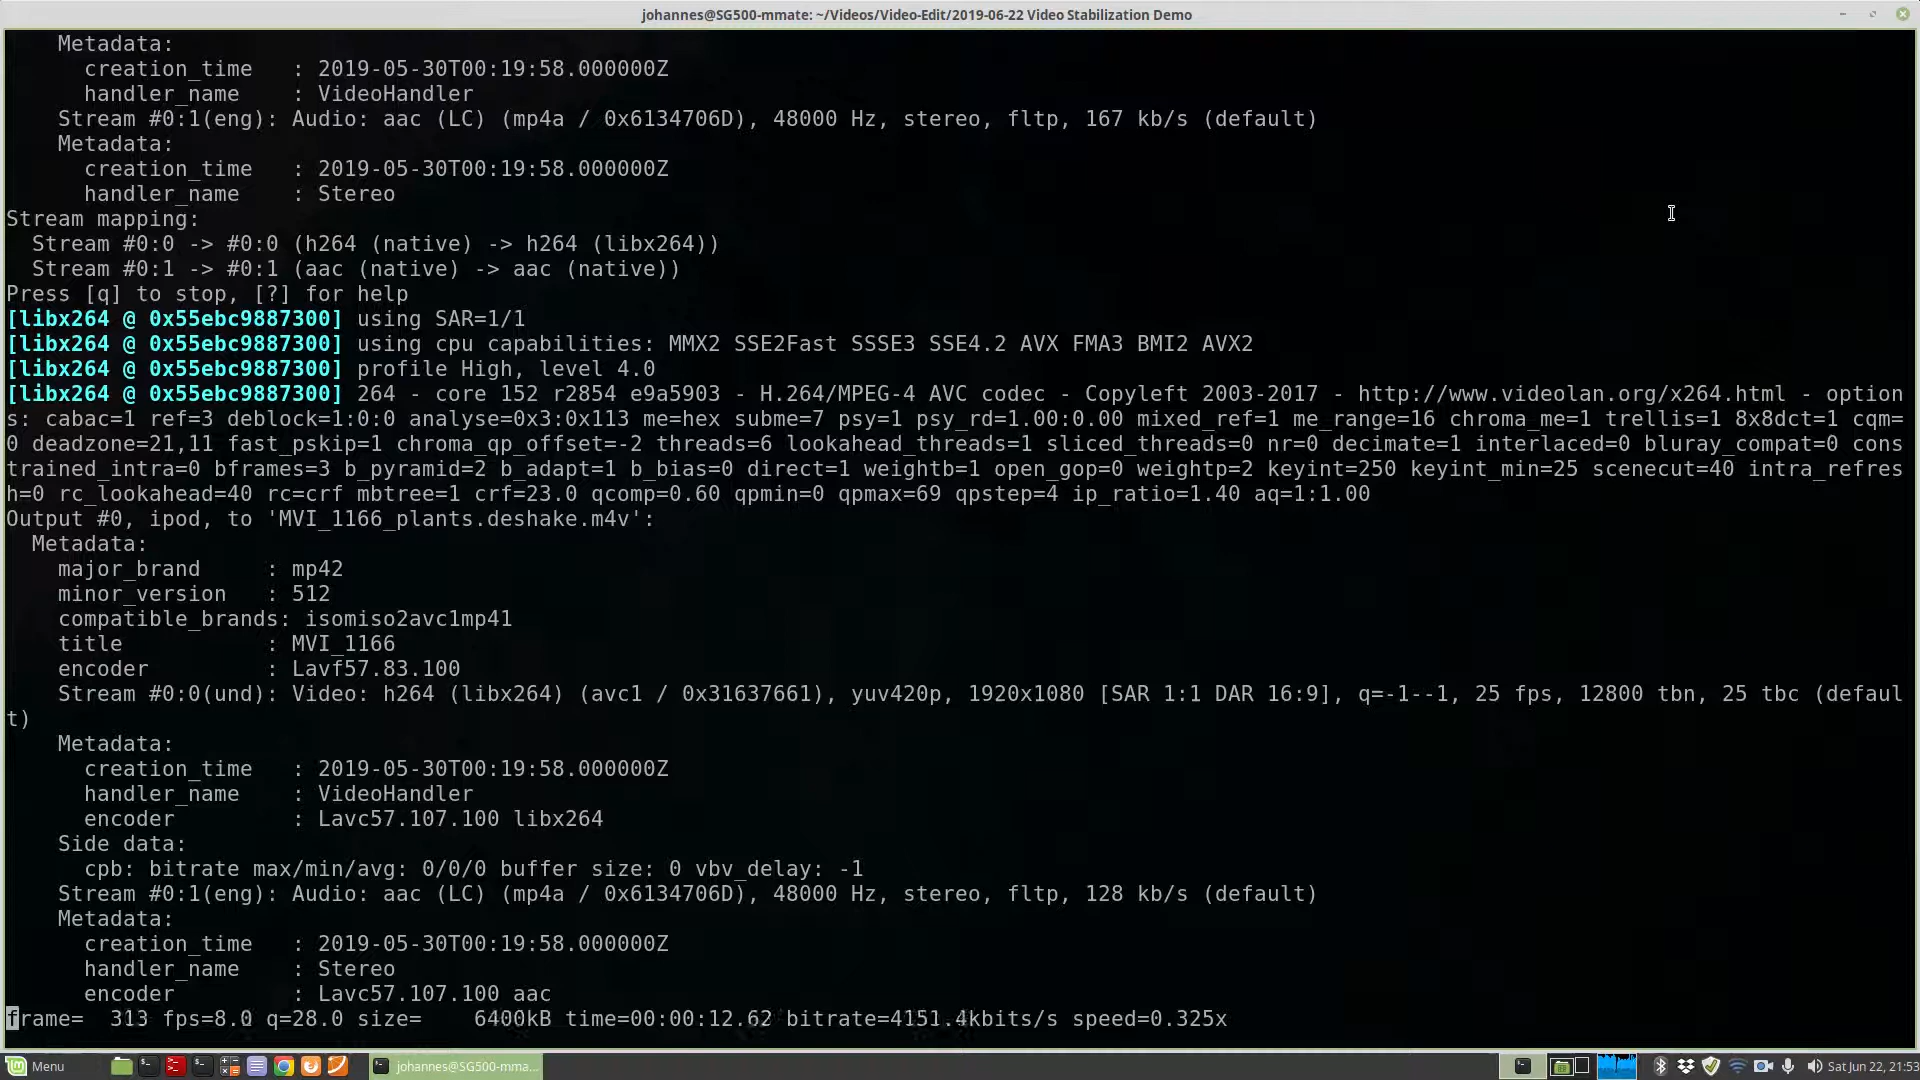 johannes@SG500-mmate: ~/Videos/Video-Edit/2019-06-22 Video Stabilization Demo
    Metadata:
      creation_time   : 2019-05-30T00:19:58.000000Z
      handler_name    : VideoHandler
    Stream #0:1(eng): Audio: aac (LC) (mp4a / 0x6134706D), 48000 Hz, stereo, fltp, 167 kb/s (default)
    Metadata:
      creation_time   : 2019-05-30T00:19:58.000000Z
      handler_name    : Stereo
Stream mapping:
  Stream #0:0 -> #0:0 (h264 (native) -> h264 (libx264))
  Stream #0:1 -> #0:1 (aac (native) -> aac (native))
Press [q] to stop, [?] for help
[libx264 @ 0x55ebc9887300] using SAR=1/1
[libx264 @ 0x55ebc9887300] using cpu capabilities: MMX2 SSE2Fast SSSE3 SSE4.2 AVX FMA3 BMI2 AVX2
[libx264 @ 0x55ebc9887300] profile High, level 4.0
[libx264 @ 0x55ebc9887300] 264 - core 152 r2854 e9a5903 - H.264/MPEG-4 AVC codec - Copyleft 2003-2017 - http://www.videolan.org/x264.html - option
s: cabac=1 ref=3 deblock=1:0:0 analyse=0x3:0x113 me=hex subme=7 psy=1 psy_rd=1.00:0.00 mixed_ref=1 me_range=16 chroma_me=1 trellis=1 8x8dct=1 cqm=
0 deadzone=21,11 fast_pskip=1 chroma_qp_offset=-2 threads=6 lookahead_threads=1 sliced_threads=0 nr=0 decimate=1 interlaced=0 bluray_compat=0 cons
trained_intra=0 bframes=3 b_pyramid=2 b_adapt=1 b_bias=0 direct=1 weightb=1 open_gop=0 weightp=2 keyint=250 keyint_min=25 scenecut=40 intra_refres
h=0 rc_lookahead=40 rc=crf mbtree=1 crf=23.0 qcomp=0.60 qpmin=0 qpmax=69 qpstep=4 ip_ratio=1.40 aq=1:1.00
Output #0, ipod, to 'MVI_1166_plants.deshake.m4v':
  Metadata:
    major_brand     : mp42
    minor_version   : 512
    compatible_brands: isomiso2avc1mp41
    title           : MVI_1166
    encoder         : Lavf57.83.100
    Stream #0:0(und): Video: h264 (libx264) (avc1 / 0x31637661), yuv420p, 1920x1080 [SAR 1:1 DAR 16:9], q=-1--1, 25 fps, 12800 tbn, 25 tbc (defaul
t)
    Metadata:
      creation_time   : 2019-05-30T00:19:58.000000Z
      handler_name    : VideoHandler
      encoder         : Lavc57.107.100 libx264
    Side data:
      cpb: bitrate max/min/avg: 0/0/0 buffer size: 0 vbv_delay: -1
    Stream #0:1(eng): Audio: aac (LC) (mp4a / 0x6134706D), 48000 Hz, stereo, fltp, 128 kb/s (default)
    Metadata:
      creation_time   : 2019-05-30T00:19:58.000000Z
      handler_name    : Stereo
      encoder         : Lavc57.107.100 aac
frame=  313 fps=8.0 q=28.0 size=    6400kB time=00:00:12.62 bitrate=4151.4kbits/s speed=0.325x
Menu johannes@SG500-mma... Sat Jun 22, 21:53